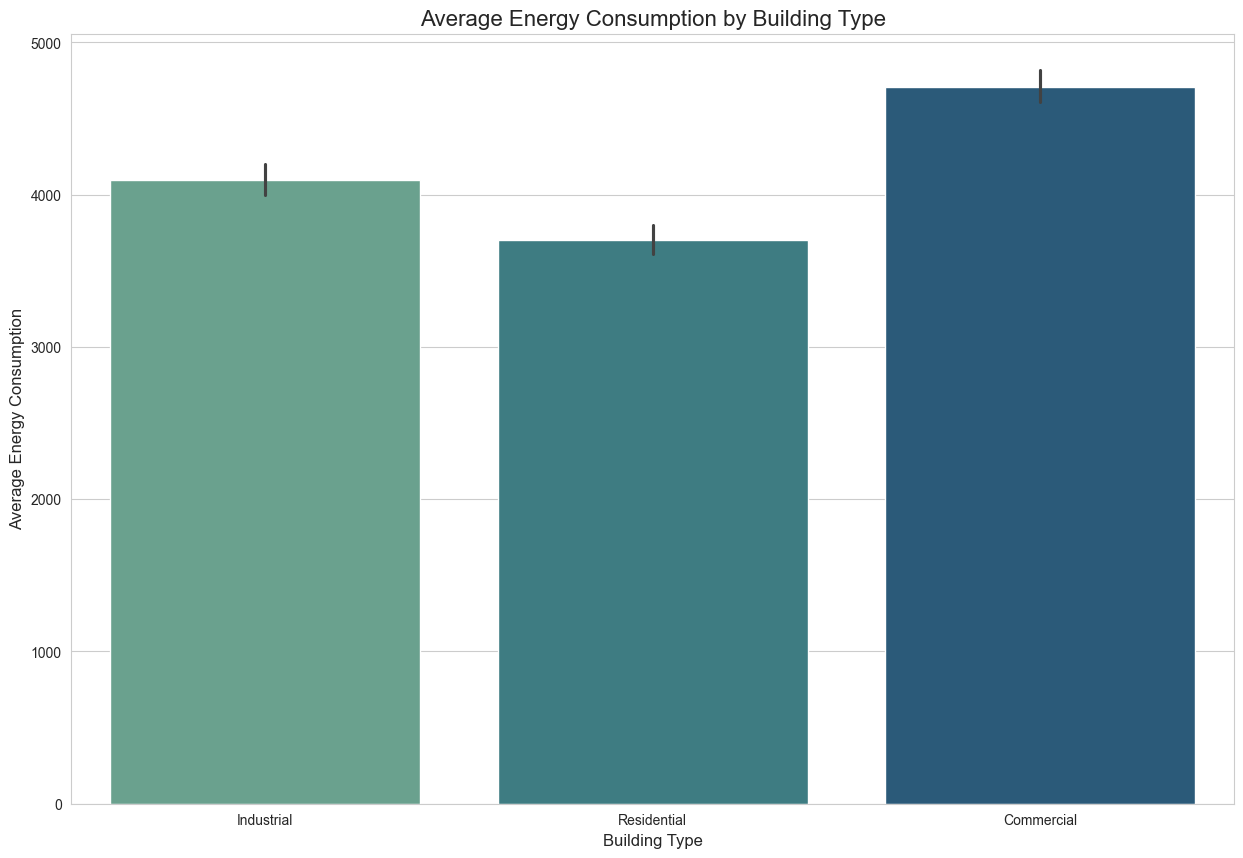 Average Energy Consumption by Building Type
5000
4000
3000
2000
1000
0
Average Energy Consumption
Industrial
Residential
Commercial
Building Type